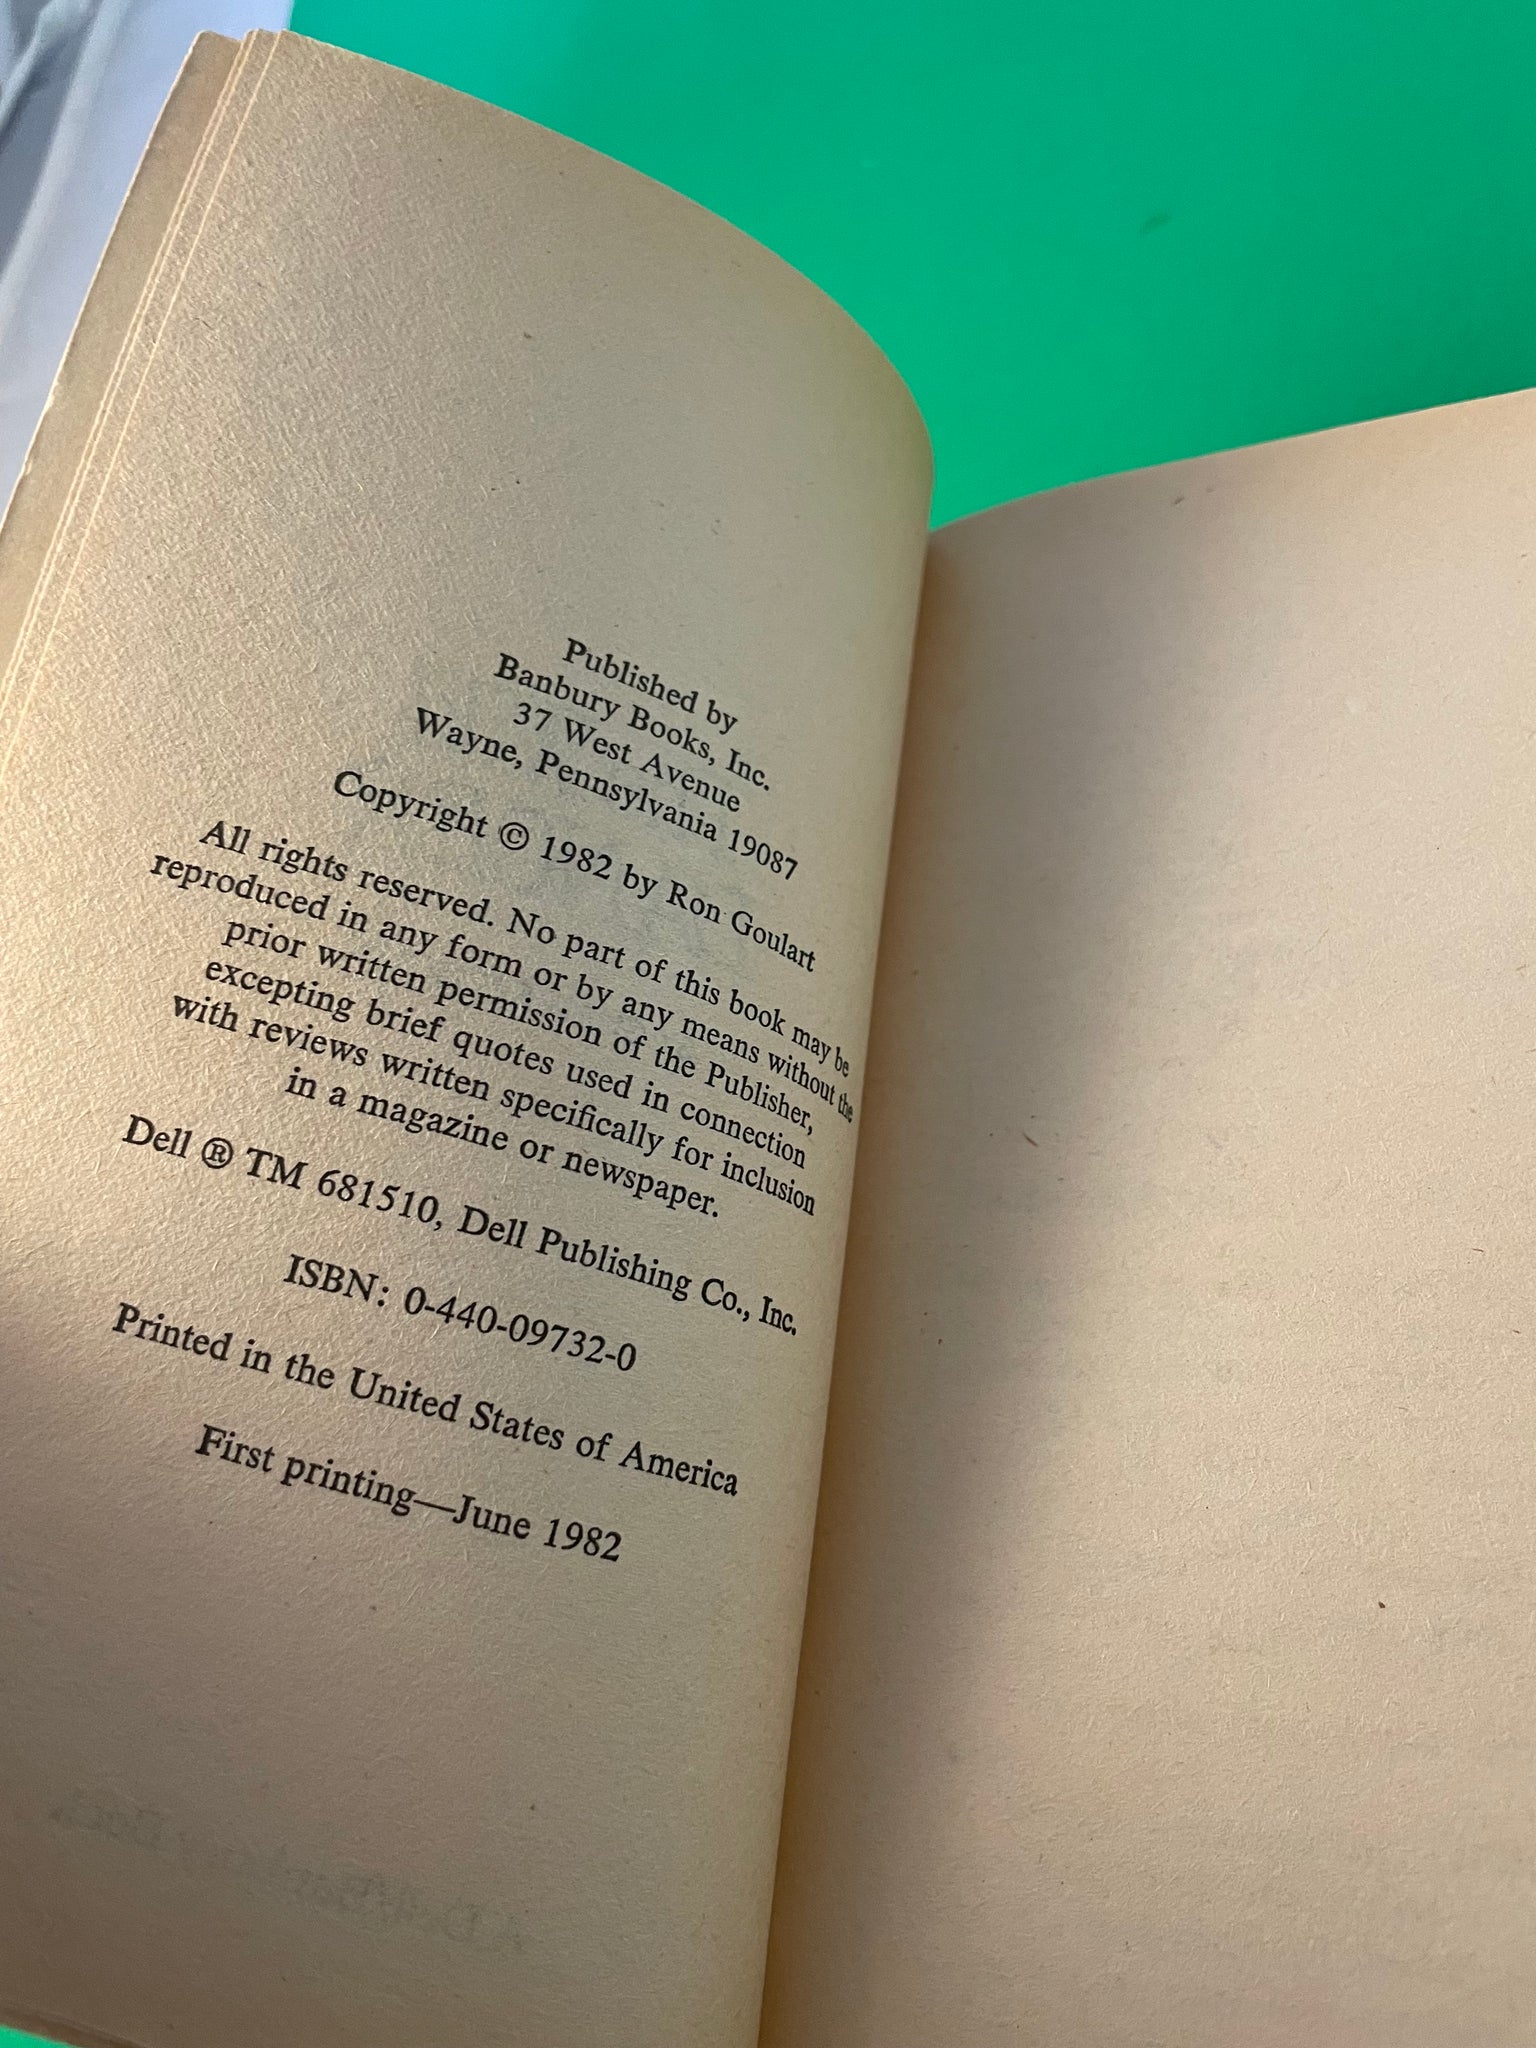 Published by
Banbury Books, Inc.
37 West Avenue
Wayne, Pennsylvania 19087
Copyright © 1982 by Ron Goulart
All rights reserved. No part of this book may be
reproduced in any form or by any means without the
prior written permission of the Publisher,
excepting brief quotes used in connection
with reviews written specifically for inclusion
in a magazine or newspaper.
Dell ® TM 681510, Dell Publishing Co., Inc.
ISBN: 0-440-09732-0
Printed in the United States of America
First printing—June 1982